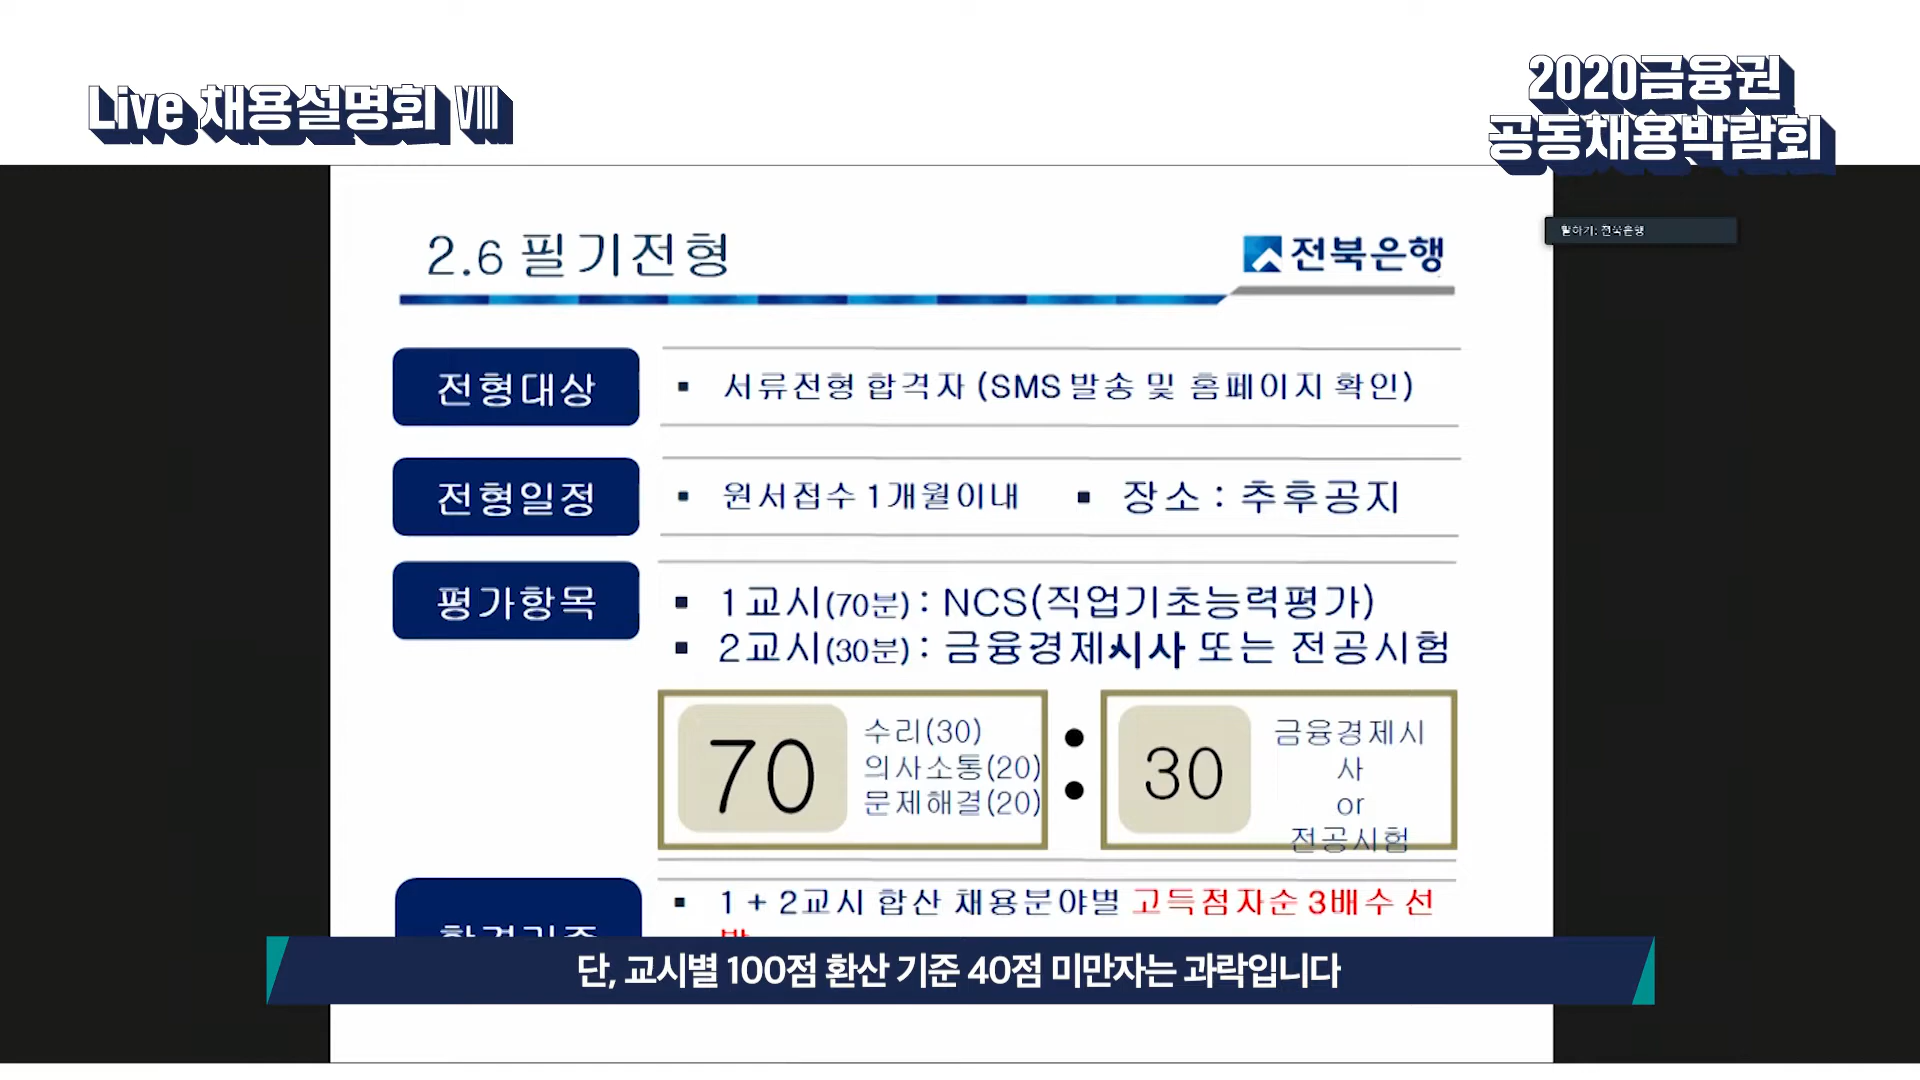 Live 채용설명회 Ⅷ
2020금융권
공동채용박람회
말하기: 전북은행
2.6 필기전형
전북은행
전형대상
▪ 서류전형 합격자 (SMS 발송 및 홈페이지 확인)
전형일정
▪ 원서접수 1개월이내 ▪ 장소 : 추후공지
평가항목
▪ 1교시(70분) : NCS(직업기초능력평가)
▪ 2교시(30분) : 금융경제시사 또는 전공시험
70
수리(30)
의사소통(20)
문제해결(20)
:
30
금융경제시
사
or
전공시험
▪ 1 + 2교시 합산 채용분야별 고득점자순 3배수 선
단, 교시별 100점 환산 기준 40점 미만자는 과락입니다